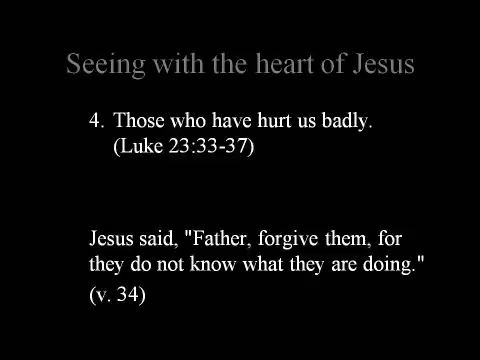 Seeing with the heart of Jesus
4. Those who have hurt us badly.
(Luke 23:33-37)
Jesus said, "Father, forgive them, for
they do not know what they are doing."
(v. 34)